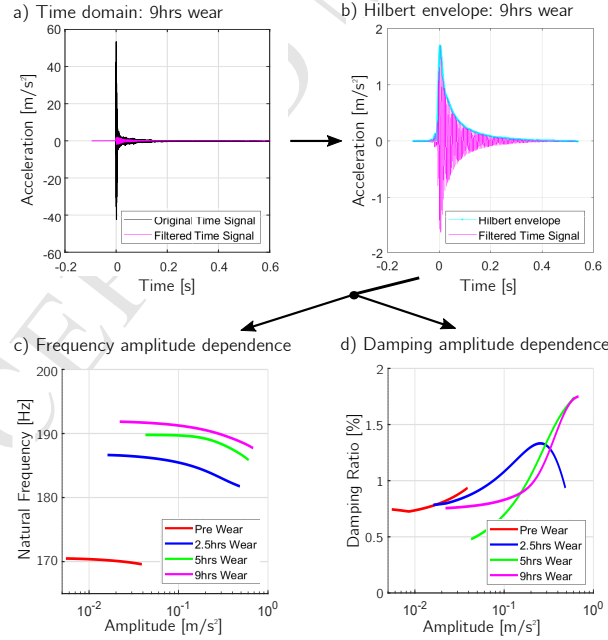 a) Time domain: 9hrs wear
60
40
20
0
-20
-40
-60
-0.2 0 0.2 0.4 0.6
Acceleration [m/s²]
Time [s]
Original Time Signal
Filtered Time Signal
b) Hilbert envelope: 9hrs wear
2
1
0
-1
-2
-0.2 0 0.2 0.4 0.6
Acceleration [m/s²]
Time [s]
Hilbert envelope
Filtered Time Signal
c) Frequency amplitude dependence
200
190
180
170
10⁻² 10⁻¹ 10⁰
Natural Frequency [Hz]
Amplitude [m/s²]
Pre Wear
2.5hrs Wear
5hrs Wear
9hrs Wear
d) Damping amplitude dependence
2
1.5
1
0.5
0
10⁻² 10⁻¹ 10⁰
Damping Ratio [%]
Amplitude [m/s²]
Pre Wear
2.5hrs Wear
5hrs Wear
9hrs Wear